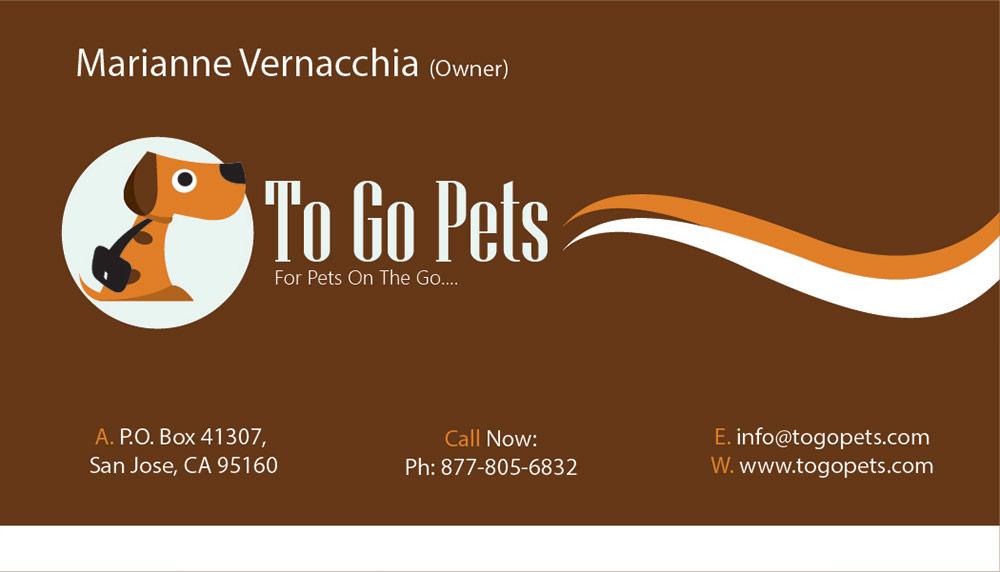 Marianne Vernacchia (Owner)
To Go Pets
For Pets On The Go....
A. P.O. Box 41307,
San Jose, CA 95160
Call Now:
Ph: 877-805-6832
E. info@togopets.com
W. www.togopets.com